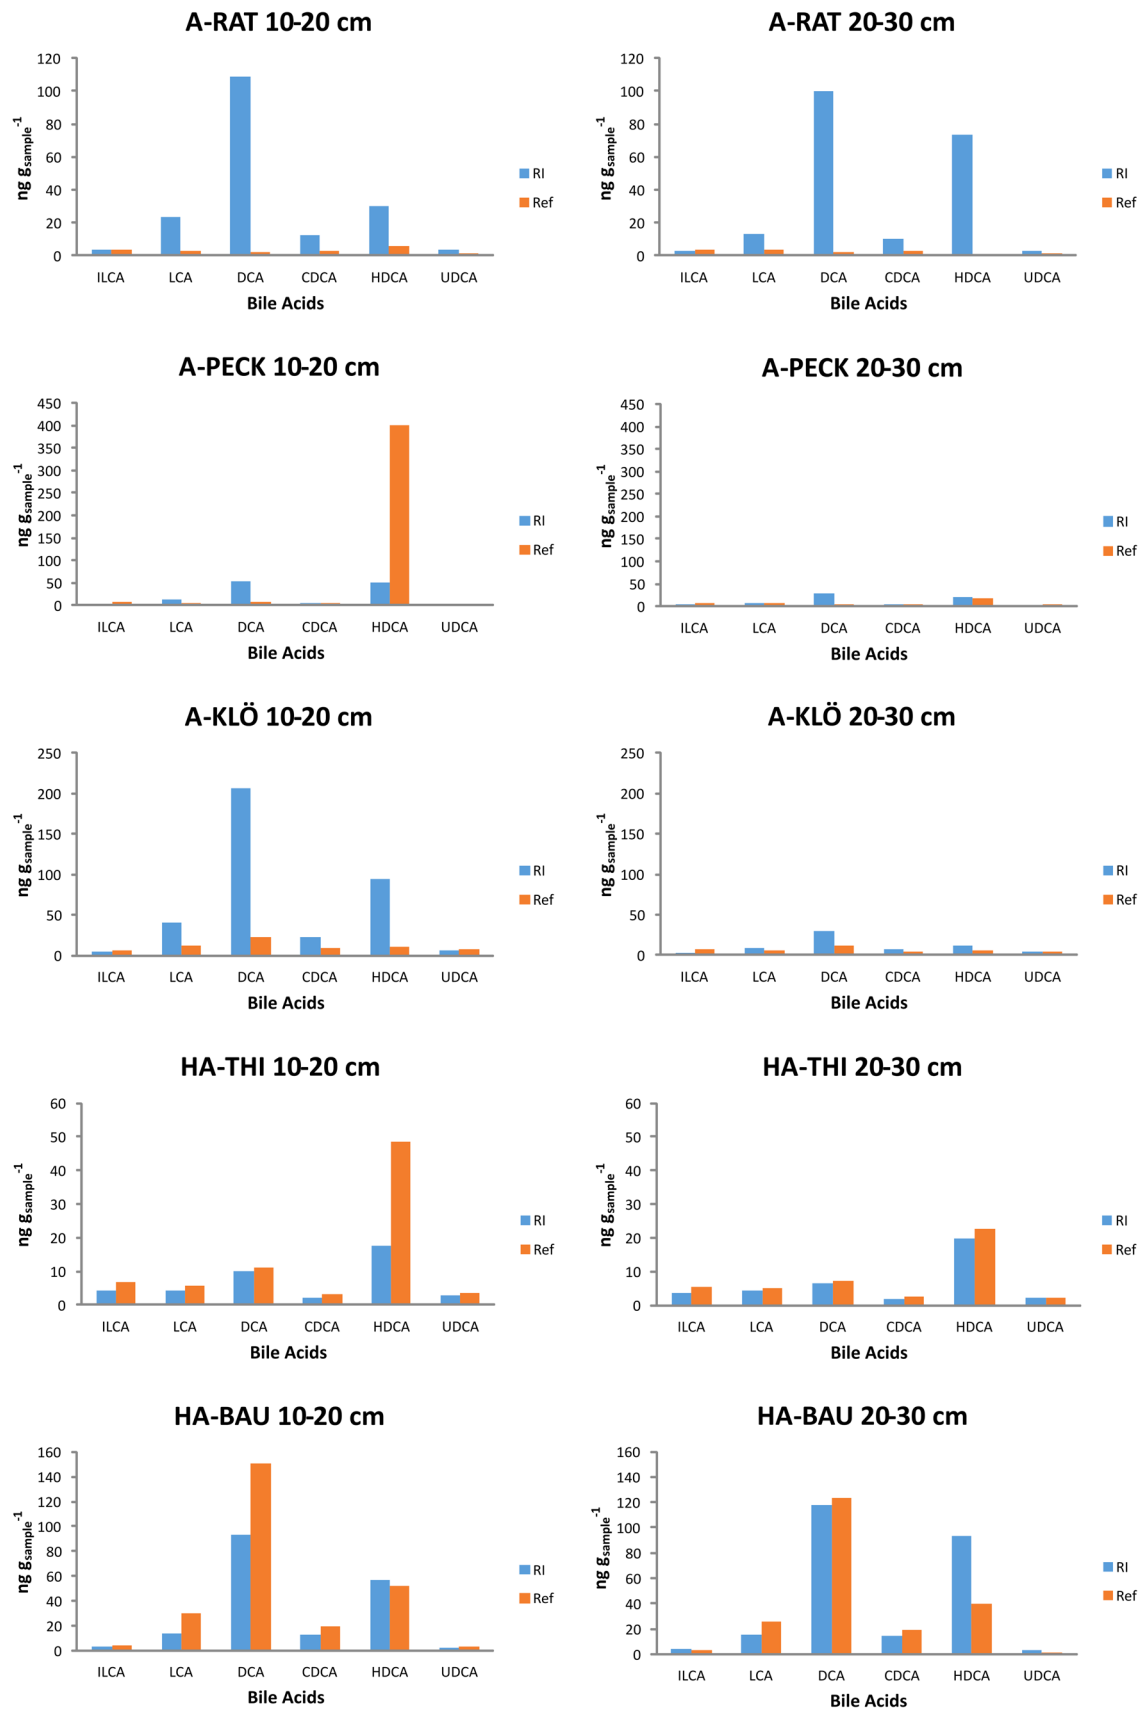 A-RAT 10-20 cm
ng gsample-1
120
100
80
60
40
20
0
ILCA LCA DCA CDCA HDCA UDCA
Bile Acids
RI
Ref
A-RAT 20-30 cm
ng gsample-1
120
100
80
60
40
20
0
ILCA LCA DCA CDCA HDCA UDCA
Bile Acids
RI
Ref
A-PECK 10-20 cm
ng gsample-1
450
400
350
300
250
200
150
100
50
0
ILCA LCA DCA CDCA HDCA UDCA
Bile Acids
RI
Ref
A-PECK 20-30 cm
ng gsample-1
450
400
350
300
250
200
150
100
50
0
ILCA LCA DCA CDCA HDCA UDCA
Bile Acids
RI
Ref
A-KLÖ 10-20 cm
ng gsample-1
250
200
150
100
50
0
ILCA LCA DCA CDCA HDCA UDCA
Bile Acids
RI
Ref
A-KLÖ 20-30 cm
ng gsample-1
250
200
150
100
50
0
ILCA LCA DCA CDCA HDCA UDCA
Bile Acids
RI
Ref
HA-THI 10-20 cm
ng gsample-1
60
50
40
30
20
10
0
ILCA LCA DCA CDCA HDCA UDCA
Bile Acids
RI
Ref
HA-THI 20-30 cm
ng gsample-1
60
50
40
30
20
10
0
ILCA LCA DCA CDCA HDCA UDCA
Bile Acids
RI
Ref
HA-BAU 10-20 cm
ng gsample-1
160
140
120
100
80
60
40
20
0
ILCA LCA DCA CDCA HDCA UDCA
Bile Acids
RI
Ref
HA-BAU 20-30 cm
ng gsample-1
160
140
120
100
80
60
40
20
0
ILCA LCA DCA CDCA HDCA UDCA
Bile Acids
RI
Ref